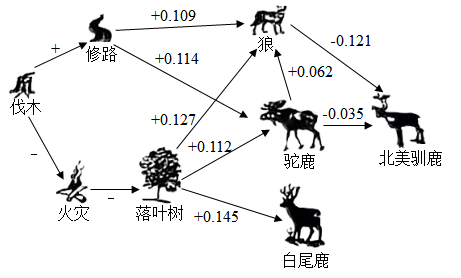 +0.109
狼
-0.121
+
修路
+0.114
+0.062
伐木
+0.127
-0.035
驼鹿
北美驯鹿
-
+0.112
火灾
-
落叶树
+0.145
白尾鹿